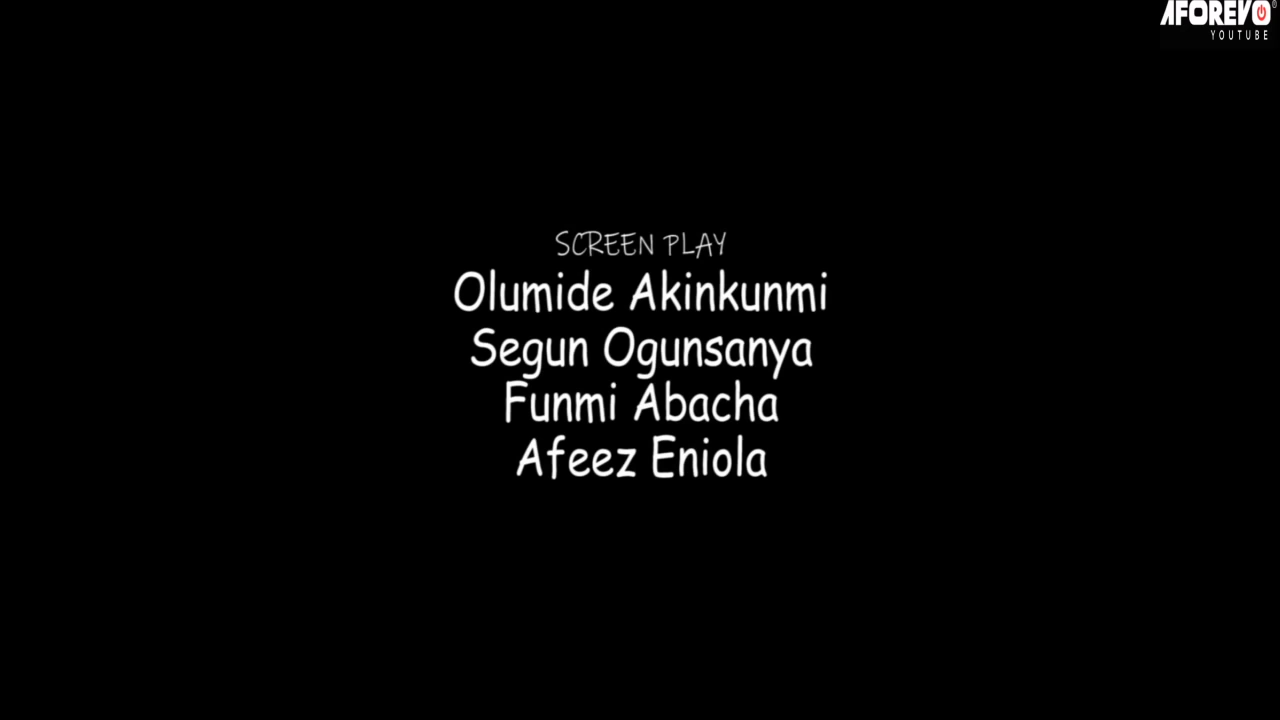 AFOREVO
YOUTUBE
SCREEN PLAY
Olumide Akinkunmi
Segun Ogunsanya
Funmi Abacha
Afeez Eniola